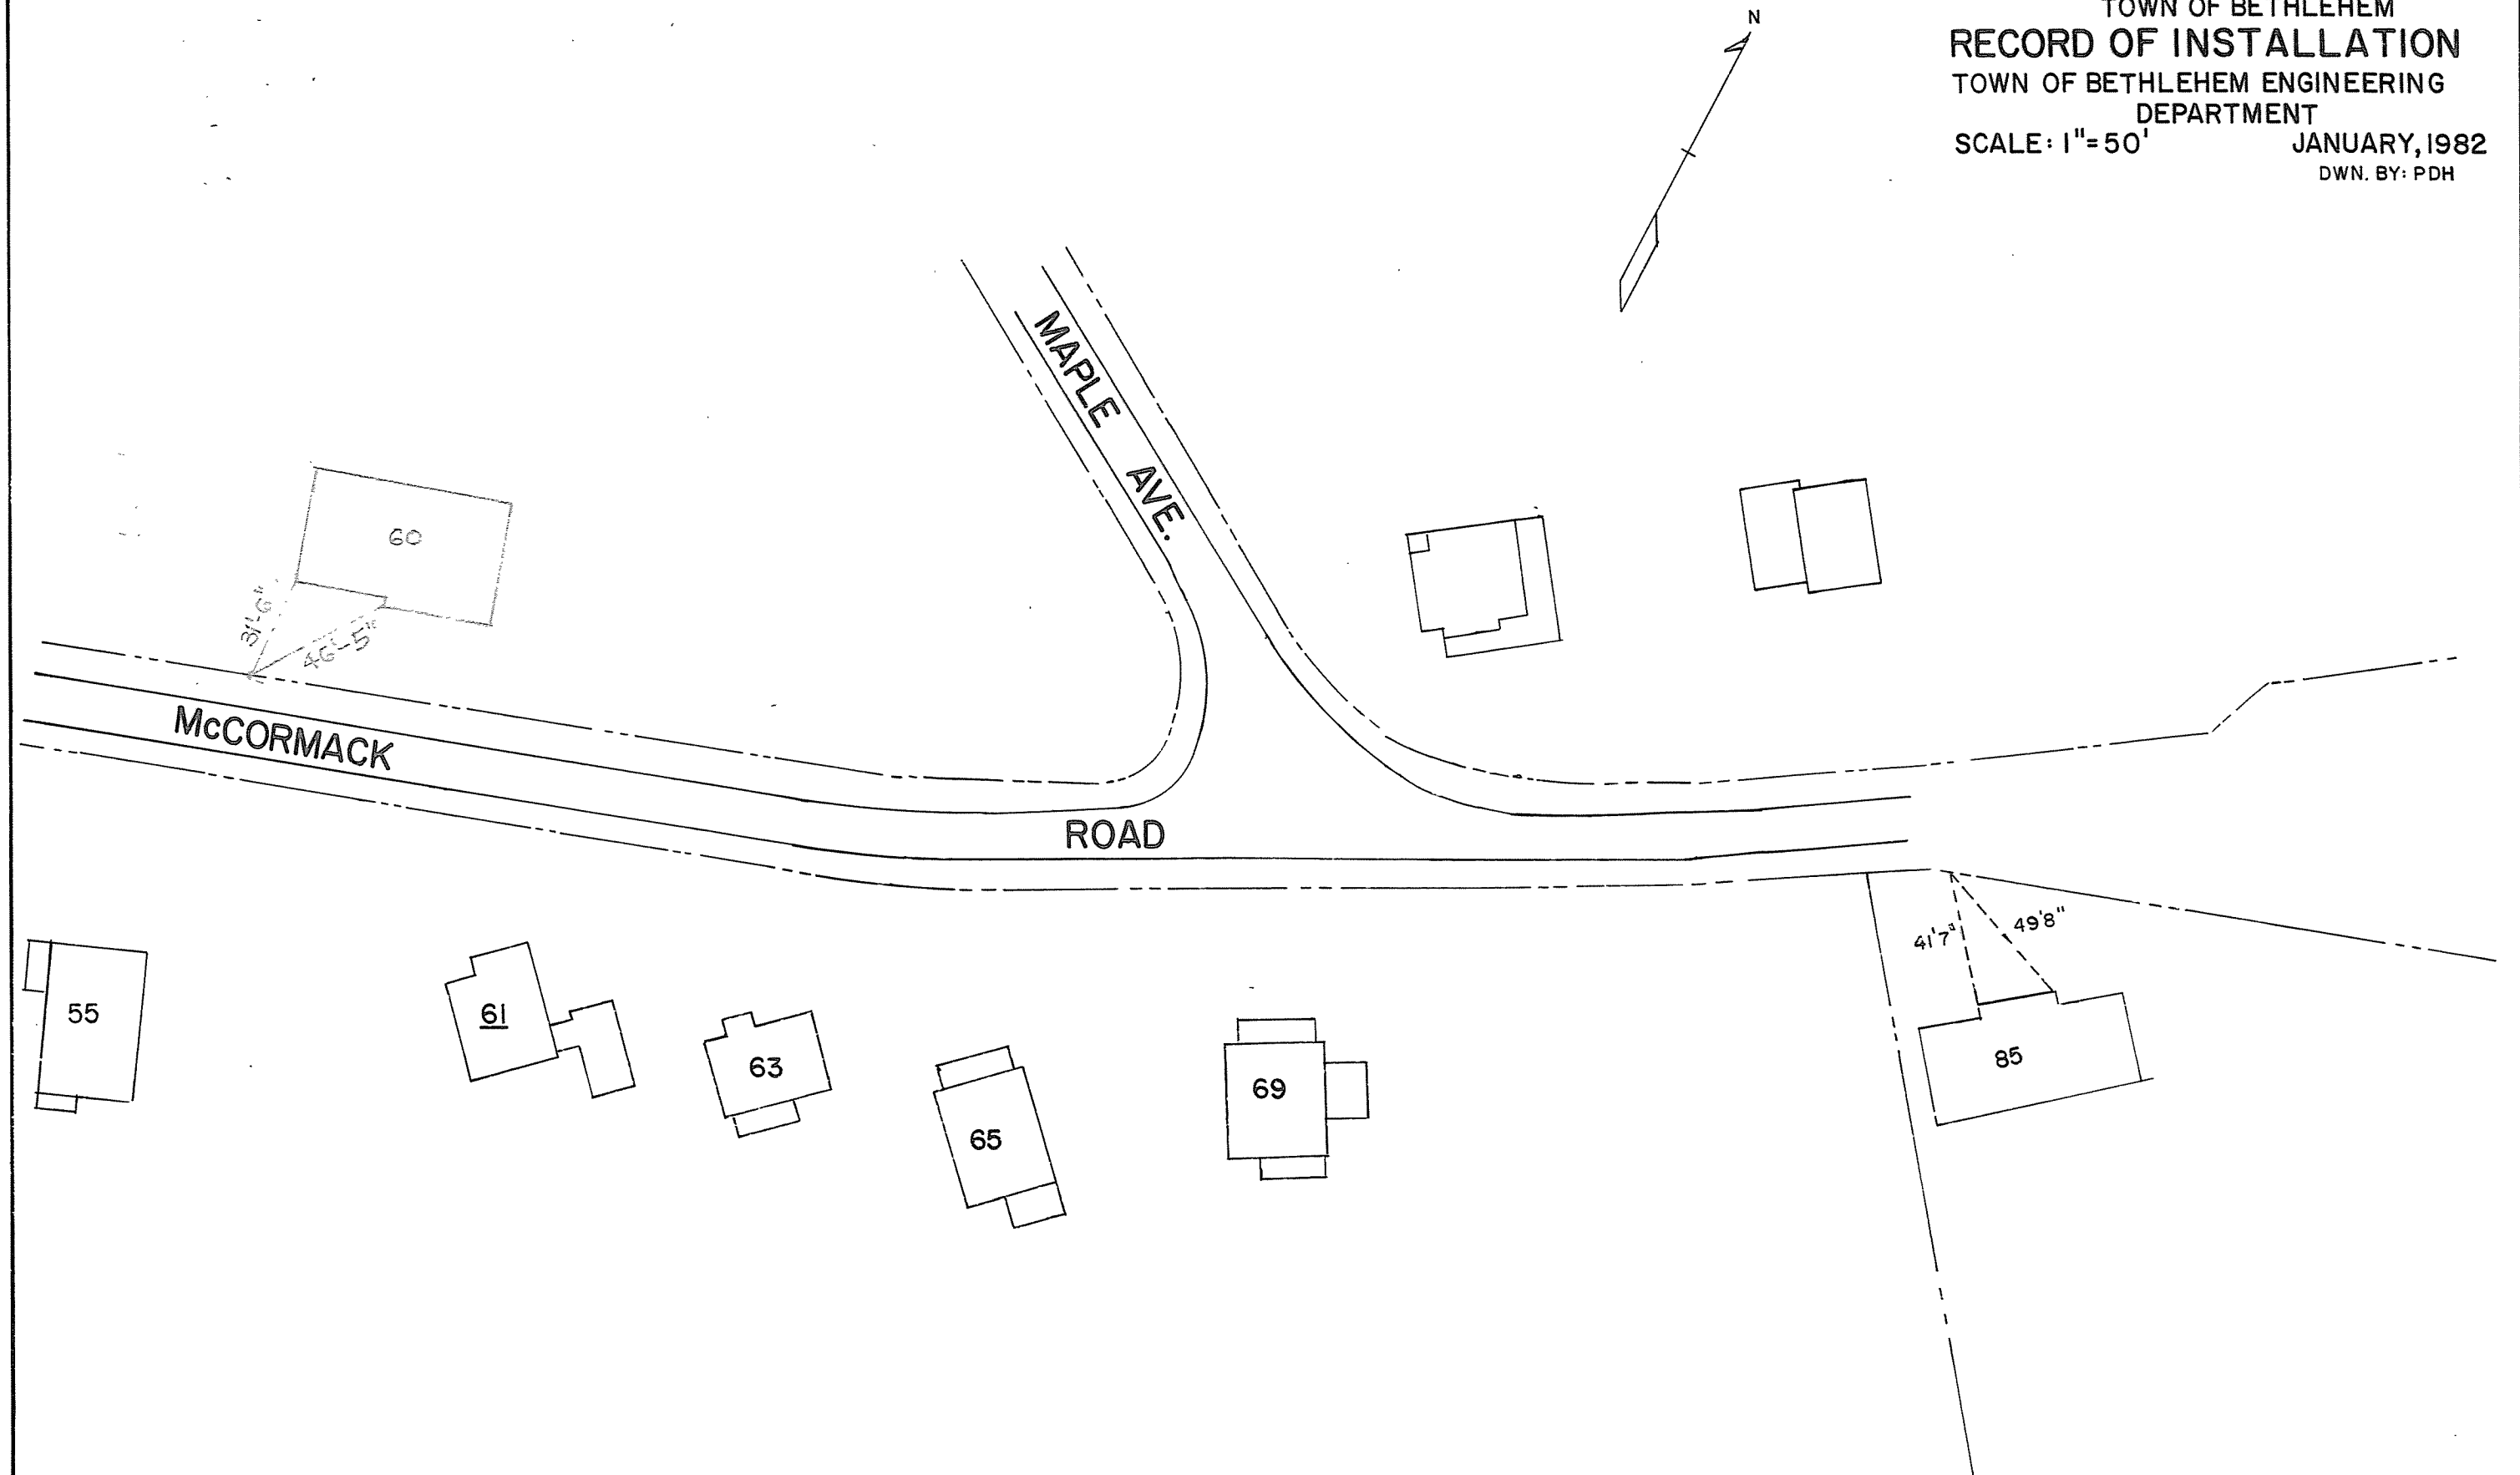 TOWN OF BETHLEHEM
RECORD OF INSTALLATION
TOWN OF BETHLEHEM ENGINEERING
DEPARTMENT
SCALE: 1"=50' JANUARY, 1982
DWN. BY: PDH
N
MAPLE AVE.
60
31'-6"
46'-5"
McCORMACK
ROAD
41'7"
49'8"
55
61
63
65
69
85